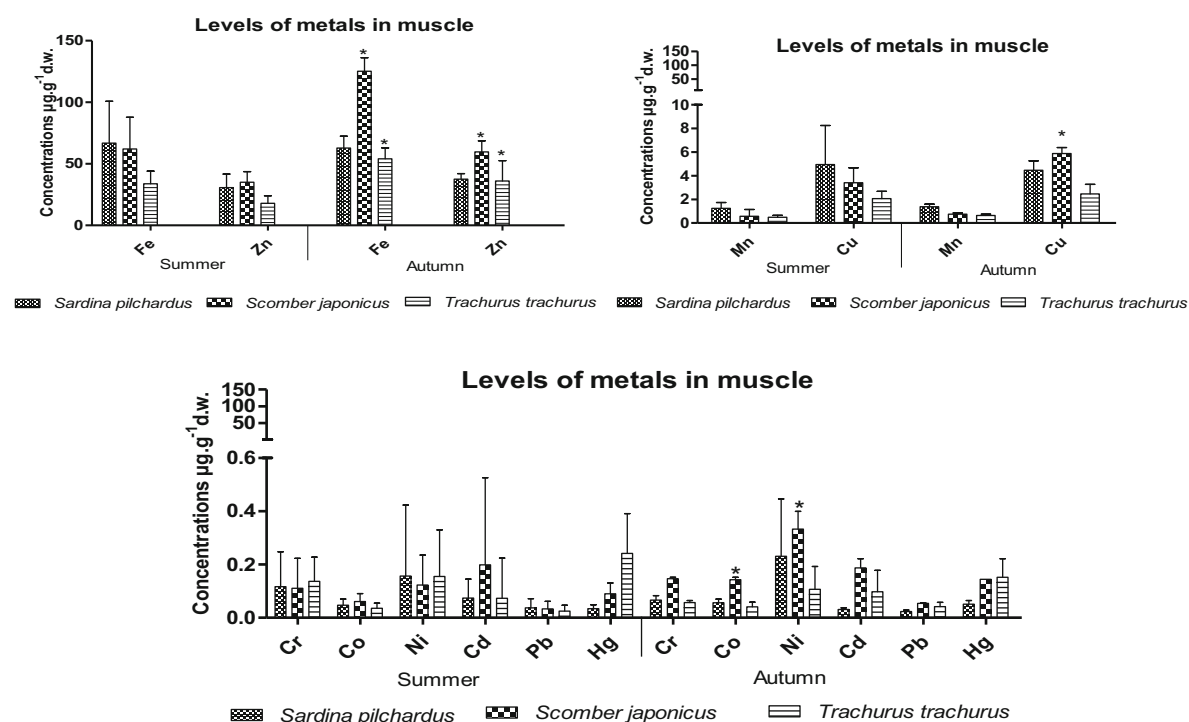 Levels of metals in muscle
Concentrations µg.g⁻¹d.w.
150
100
50
0
* * * *
Fe Zn Fe Zn
Summer Autumn
Sardina pilchardus Scomber japonicus Trachurus trachurus
Levels of metals in muscle
Concentrations µg.g⁻¹ d.w.
150
100
50
10
8
6
4
2
0
*
Mn Cu Mn Cu
Summer Autumn
Sardina pilchardus Scomber japonicus Trachurus trachurus
Levels of metals in muscle
Concentrations µg.g⁻¹d.w.
150
100
50
0.6
0.4
0.2
0.0
* *
Cr Co Ni Cd Pb Hg Cr Co Ni Cd Pb Hg
Summer Autumn
Sardina pilchardus Scomber japonicus Trachurus trachurus